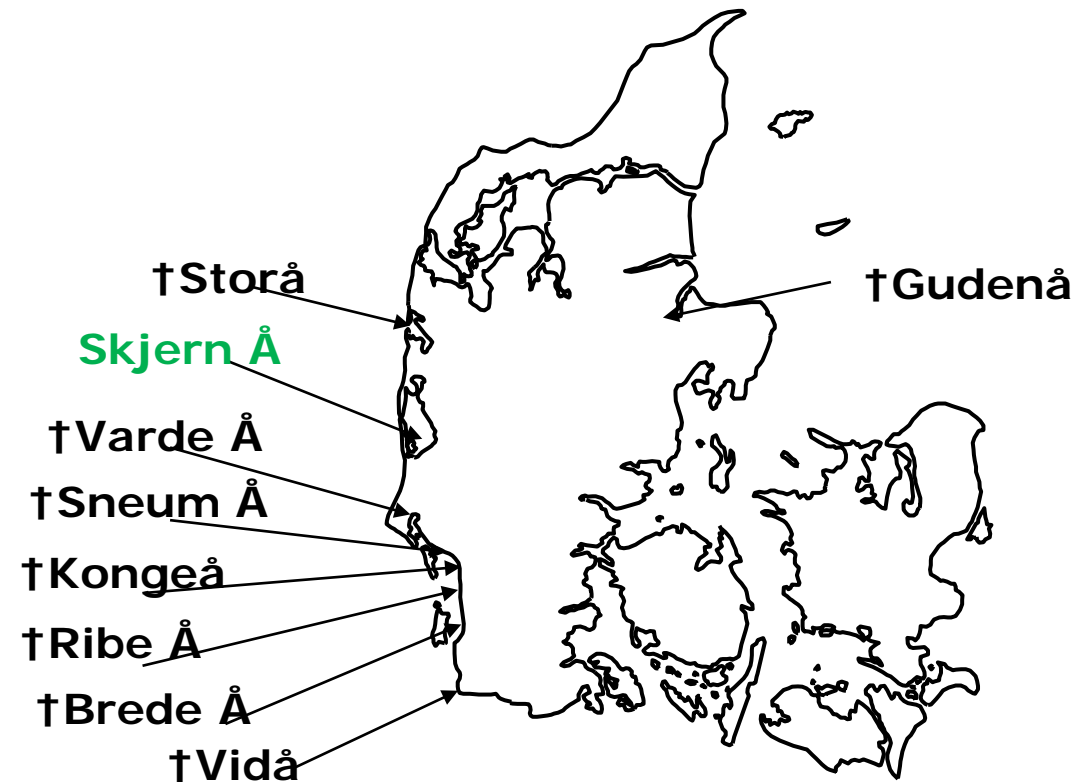 †Storå
†Gudenå
Skjern Å
†Varde Å
†Sneum Å
†Kongeå
†Ribe Å
†Brede Å
†Vidå